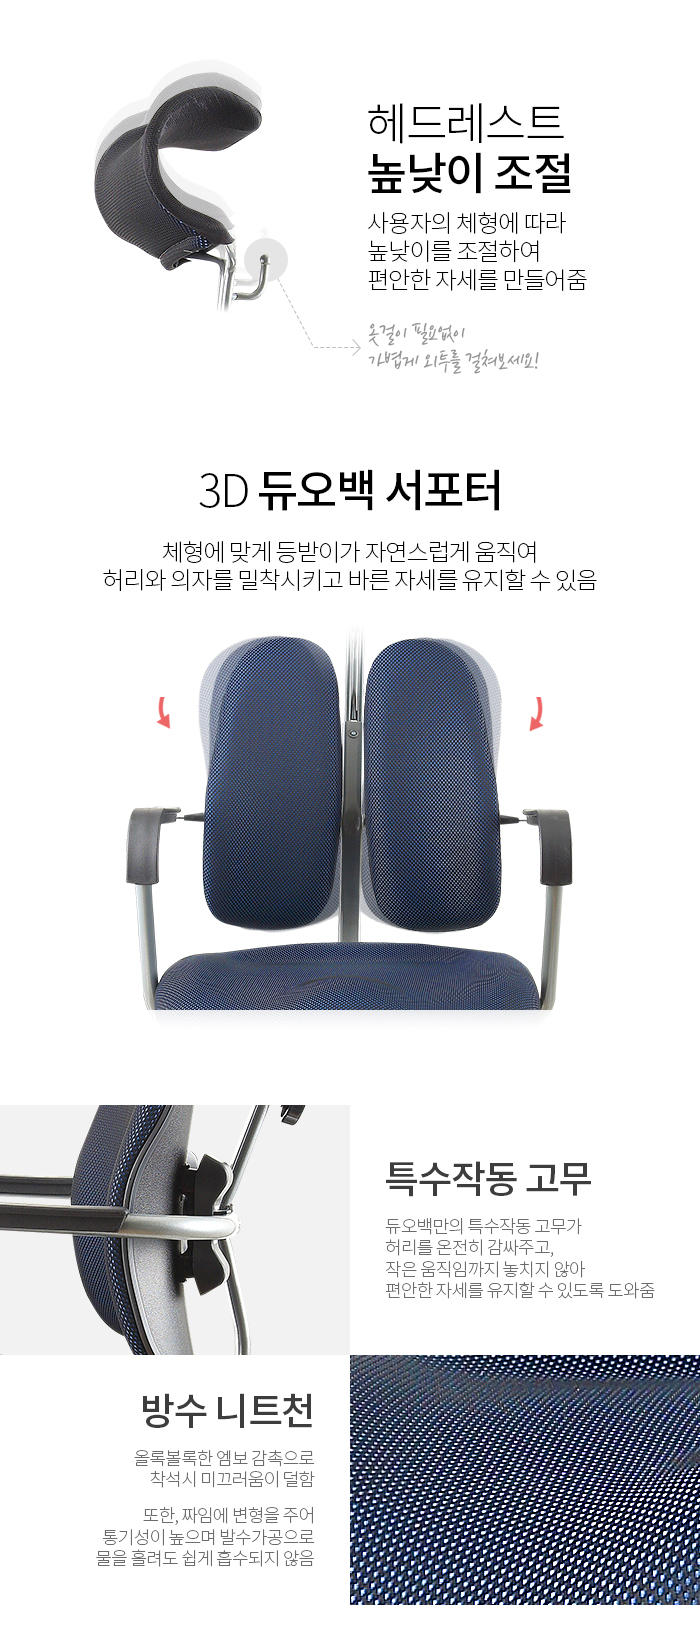 헤드레스트
높낮이 조절
사용자의 체형에 따라
높낮이를 조절하여
편안한 자세를 만들어줌
옷걸이 필요없이
가볍게 외투를 걸쳐보세요!
3D 듀오백 서포터
체형에 맞게 등받이가 자연스럽게 움직여
허리와 의자를 밀착시키고 바른 자세를 유지할 수 있음
특수작동 고무
듀오백만의 특수작동 고무가
허리를 온전히 감싸주고,
작은 움직임까지 놓치지 않아
편안한 자세를 유지할 수 있도록 도와줌
방수 니트천
올록볼록한 엠보 감촉으로
착석시 미끄러움이 덜함
또한, 짜임에 변형을 주어
통기성이 높으며 발수가공으로
물을 흘려도 쉽게 흡수되지 않음